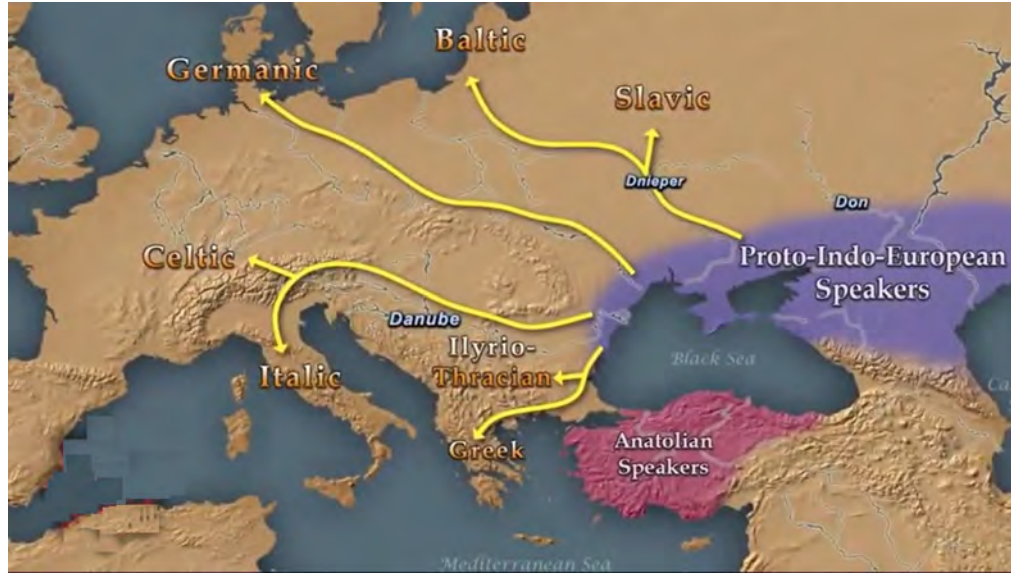 Baltic
Germanic
Slavic
Dnieper
Don
Proto-Indo-European
Speakers
Celtic
Danube
Ilyrio-
Thracian
Italic
Black Sea
Ca
Greek
Anatolian
Speakers
Mediterranean Sea